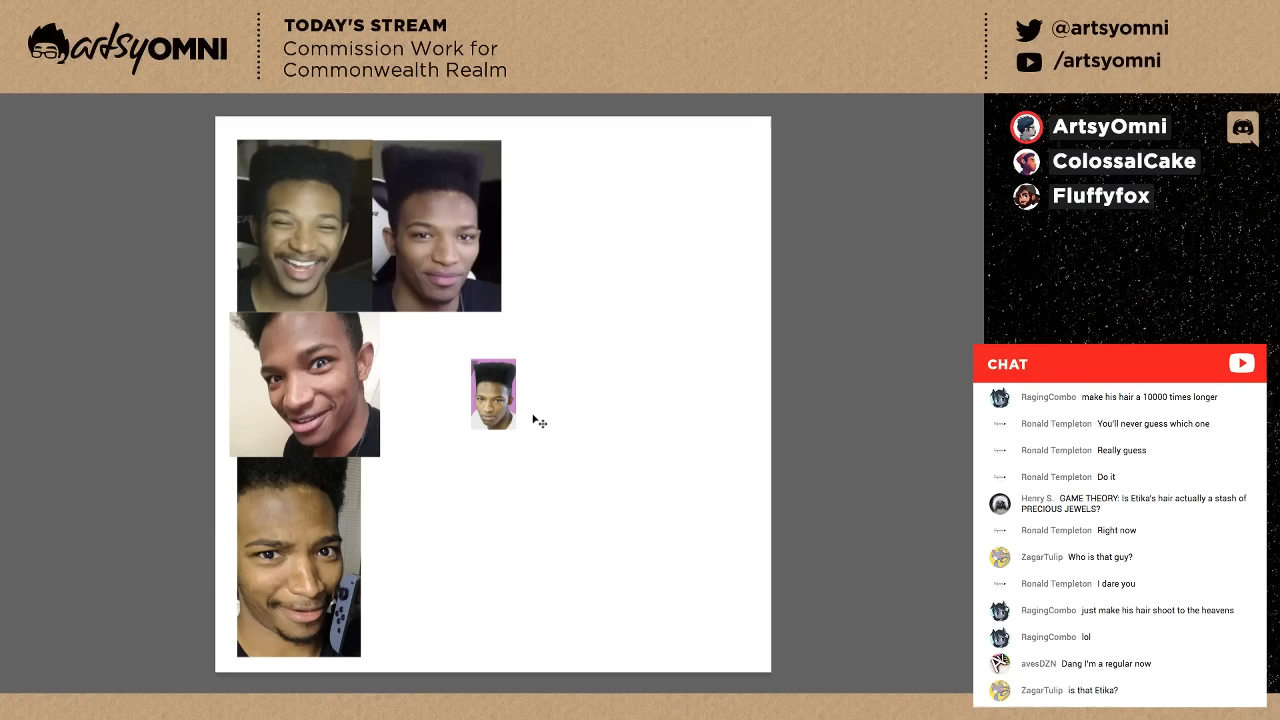 artsyOMNI
TODAY'S STREAM
Commission Work for
Commonwealth Realm
@artsyomni
/artsyomni
ArtsyOmni
ColossalCake
Fluffyfox
CHAT
RagingCombo make his hair a 10000 times longer
Ronald Templeton You'll never guess which one
Ronald Templeton Really guess
Ronald Templeton Do it
Henry S. GAME THEORY: Is Etika's hair actually a stash of
PRECIOUS JEWELS?
Ronald Templeton Right now
ZagarTulip Who is that guy?
Ronald Templeton I dare you
RagingCombo just make his hair shoot to the heavens
RagingCombo lol
avesDZN Dang I'm a regular now
ZagarTulip is that Etika?